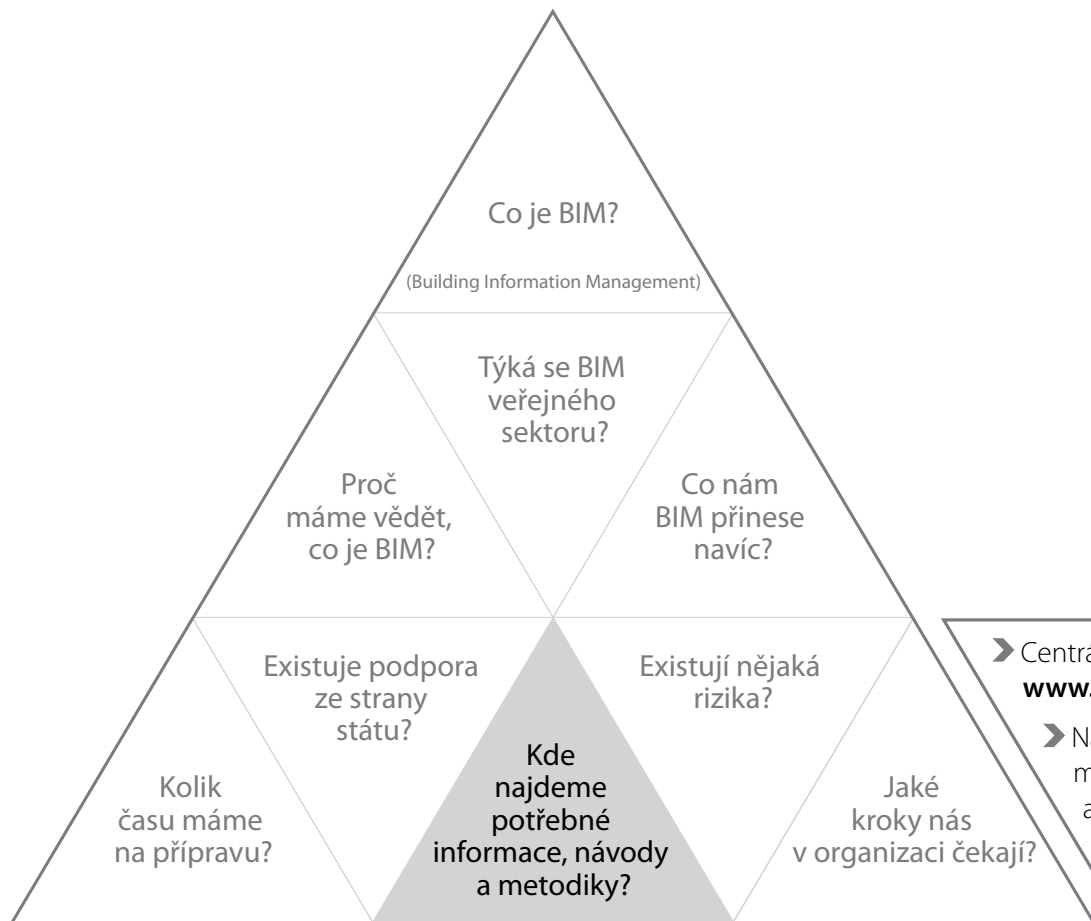 Co je BIM?
(Building Information Management)
Týká se BIM
veřejného
sektoru?
Proč
máme vědět,
co je BIM?
Co nám
BIM přinese
navíc?
Existuje podpora
ze strany
státu?
Existují nějaká
rizika?
Kolik
času máme
na přípravu?
Kde
najdeme
potřebné
informace, návody
a metodiky?
Jaké
kroky nás
v organizaci čekají?
www.